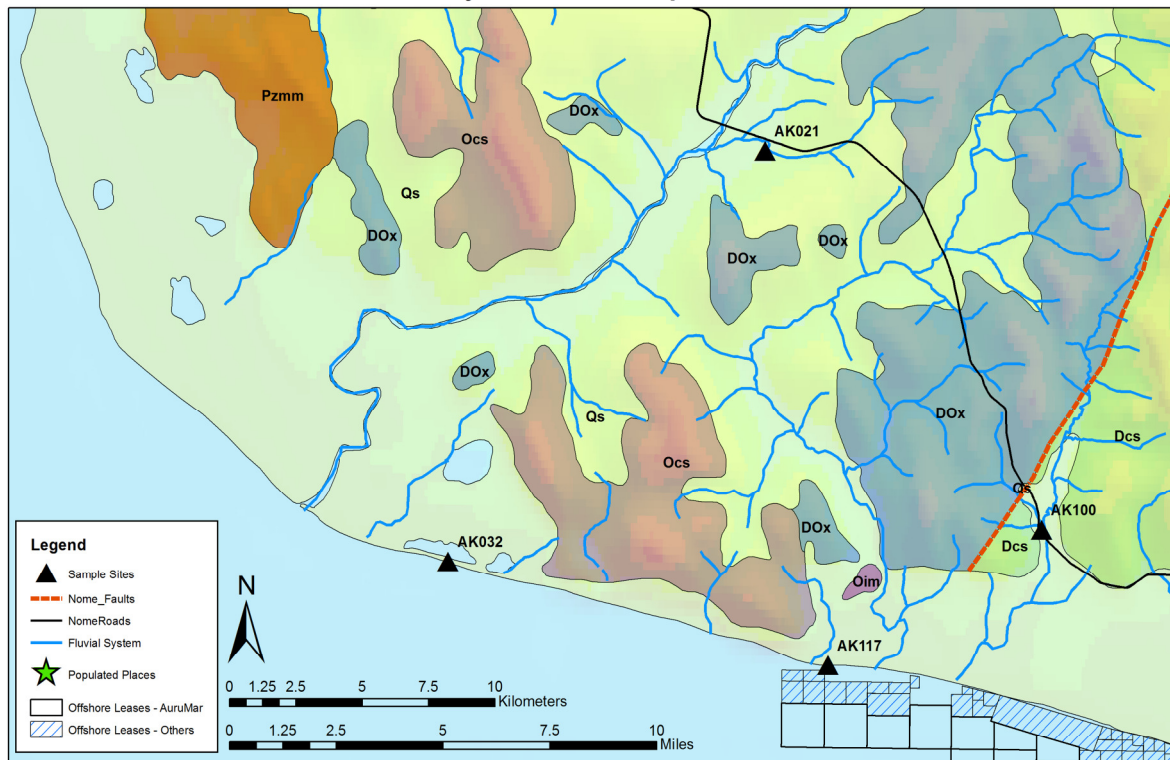 Pzmm
DOx
AK021
Ocs
Qs
DOx
DOx
DOx
DOx
Qs
DOx
Dcs
Ocs
Qs
AK100
DOx
AK032
Dcs
Oim
AK117
Legend
Sample Sites
Nome_Faults
NomeRoads
Fluvial System
Populated Places
Offshore Leases - AuruMar
Offshore Leases - Others
N
0 1.25 2.5 5 7.5 10
Kilometers
0 1.25 2.5 5 7.5 10
Miles